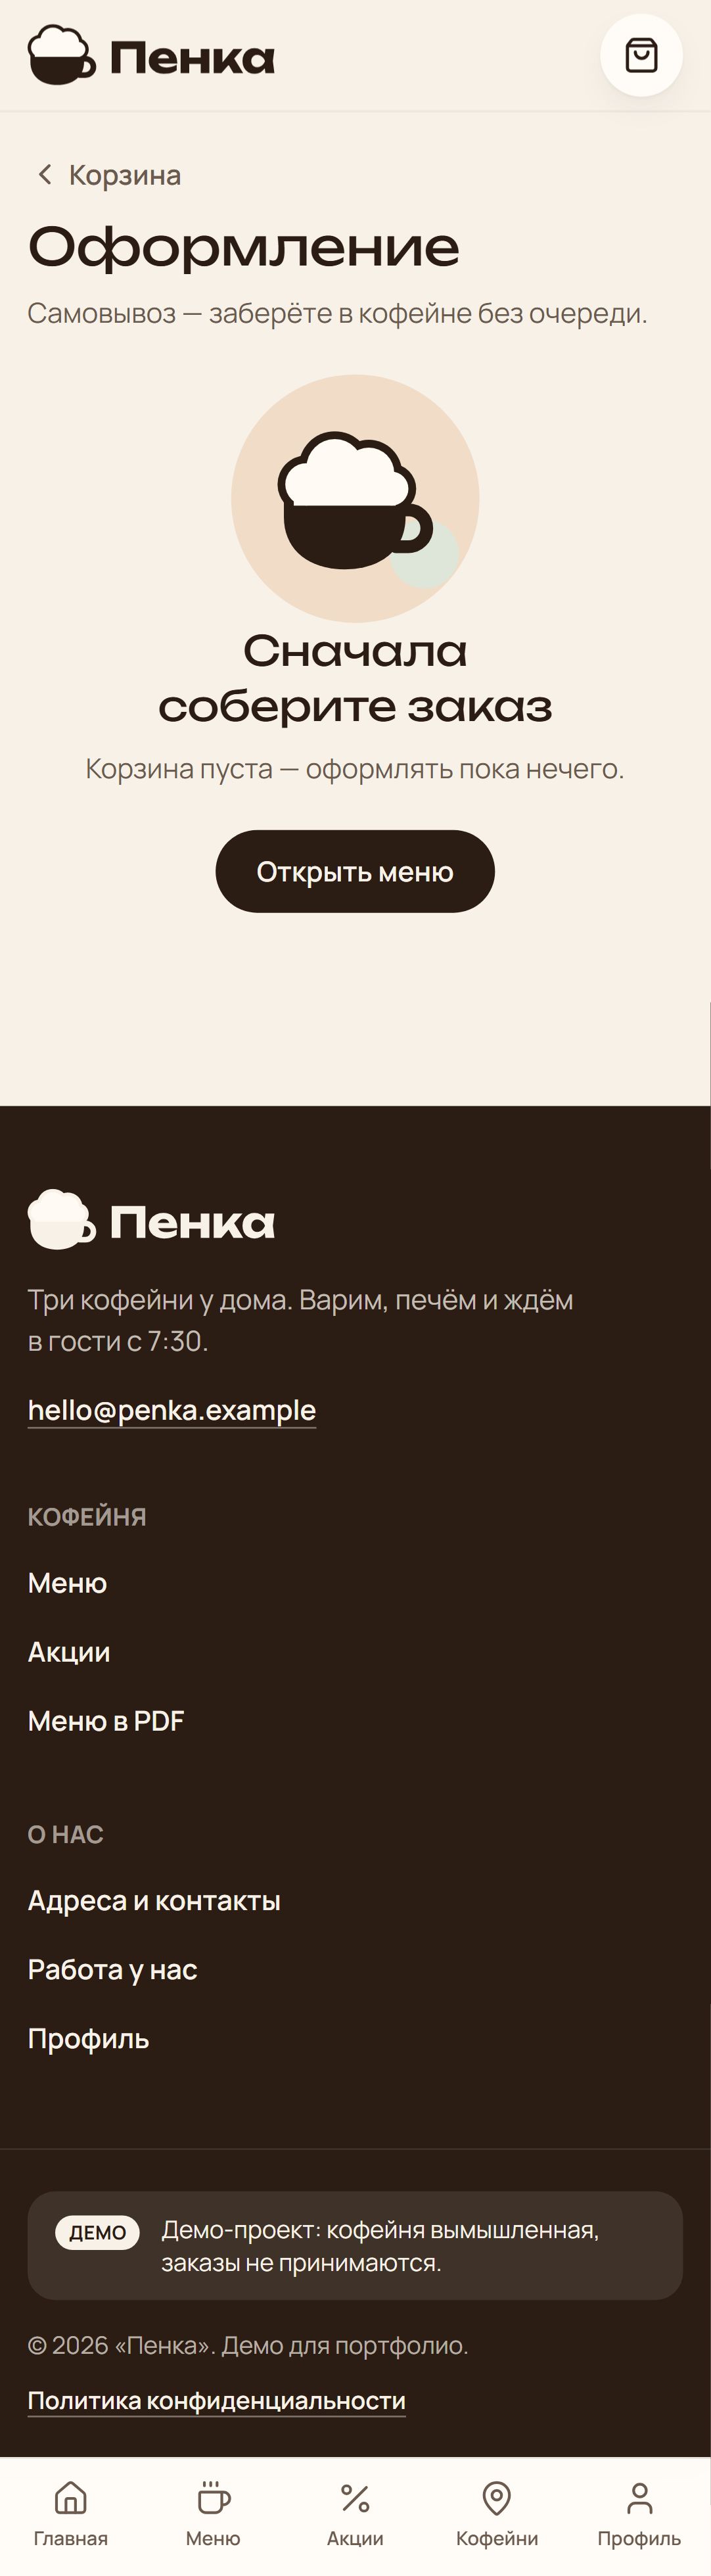 Пенка
Корзина
Оформление
Самовывоз — заберёте в кофейне без очереди.
Сначала
соберите заказ
Корзина пуста — оформлять пока нечего.
Открыть меню
Пенка
Три кофейни у дома. Варим, печём и ждём
в гости с 7:30.
hello@penka.example
КОФЕЙНЯ
Меню
Акции
Меню в PDF
О НАС
Адреса и контакты
Работа у нас
Профиль
ДЕМО
Демо-проект: кофейня вымышленная,
заказы не принимаются.
© 2026 «Пенка». Демо для портфолио.
Политика конфиденциальности
Главная
Меню
Акции
Кофейни
Профиль